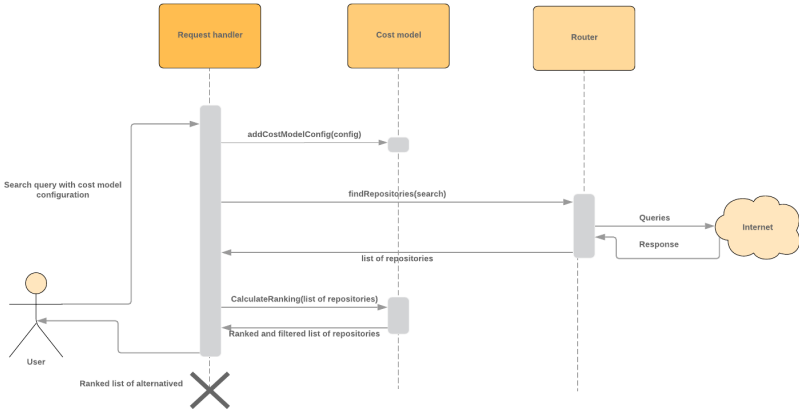 Request handler
Cost model
Router
addCostModelConfig(config)
Search query with cost model
configuration
findRepositories(search)
Queries
Internet
Response
list of repositories
CalculateRanking(list of repositories)
Ranked and filtered list of repositories
User
Ranked list of alternatived